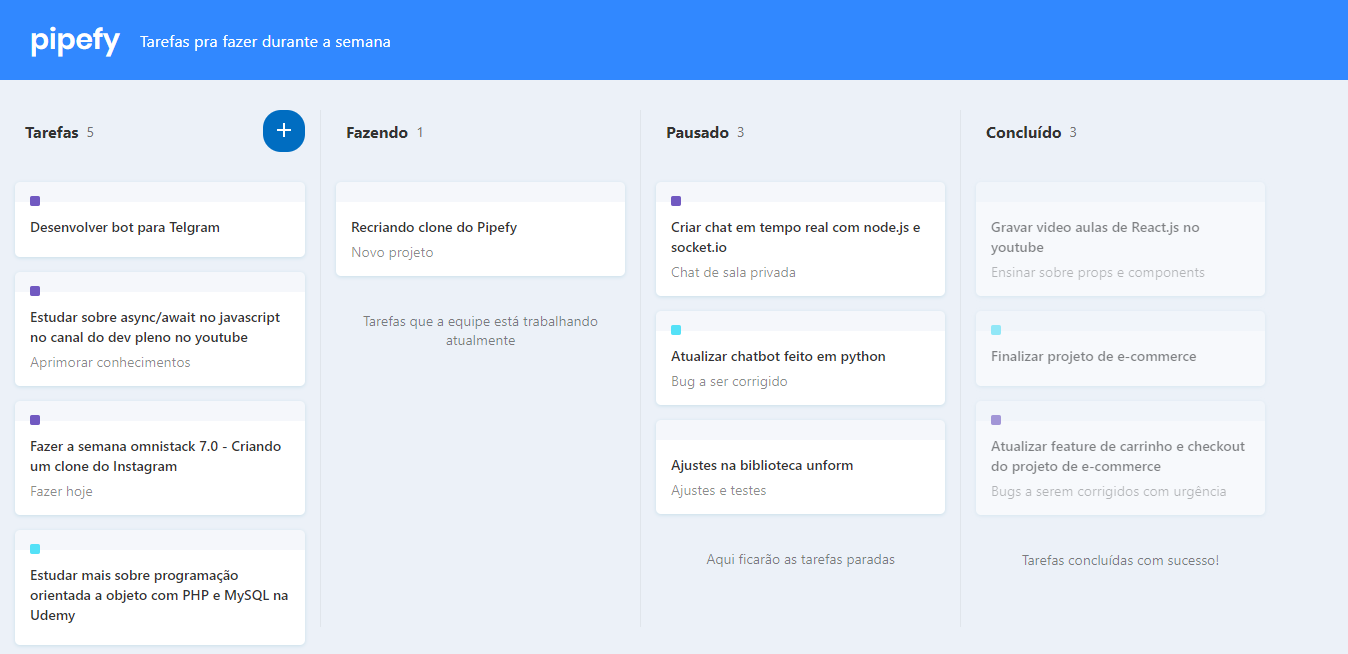 pipefy
Tarefas pra fazer durante a semana
Tarefas 5
+
Desenvolver bot para Telgram
Estudar sobre async/await no javascript
no canal do dev pleno no youtube
Aprimorar conhecimentos
Fazer a semana omnistack 7.0 - Criando
um clone do Instagram
Fazer hoje
Estudar mais sobre programação
orientada a objeto com PHP e MySQL na
Udemy
Fazendo 1
Recriando clone do Pipefy
Novo projeto
Tarefas que a equipe está trabalhando
atualmente
Pausado 3
Criar chat em tempo real com node.js e
socket.io
Chat de sala privada
Atualizar chatbot feito em python
Bug a ser corrigido
Ajustes na biblioteca unform
Ajustes e testes
Aqui ficarão as tarefas paradas
Concluído 3
Gravar video aulas de React.js no
youtube
Ensinar sobre props e components
Finalizar projeto de e-commerce
Atualizar feature de carrinho e checkout
do projeto de e-commerce
Bugs a serem corrigidos com urgência
Tarefas concluídas com sucesso!